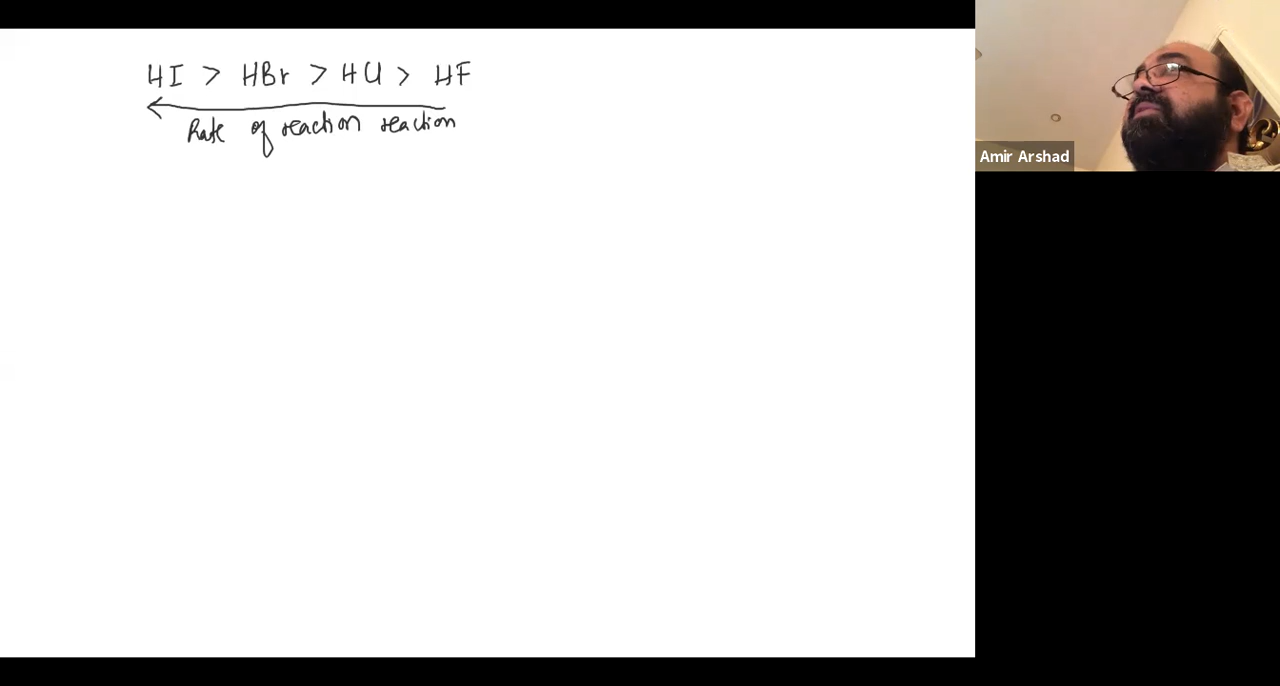 HI > HBr > HCl > HF
Rate of reaction reaction
Amir Arshad